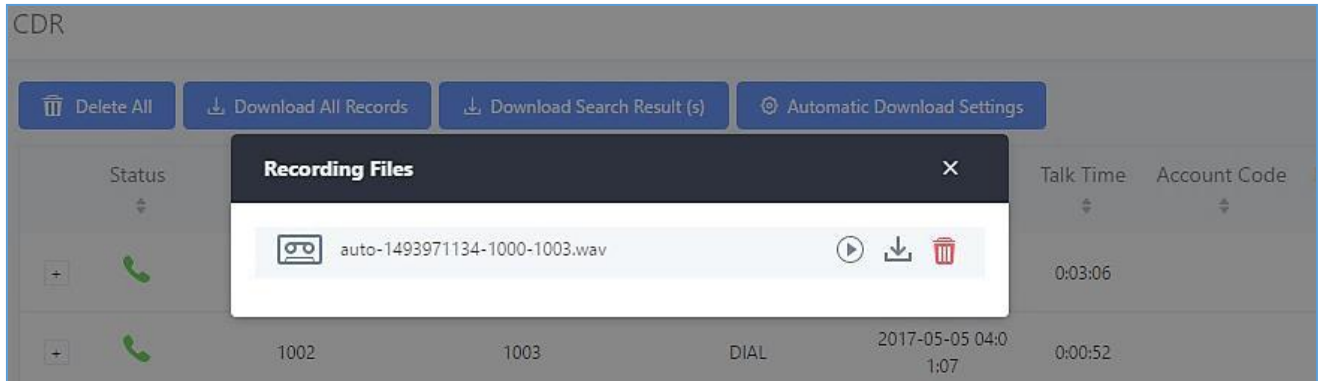 CDR
Delete All Download All Records Download Search Result (s) Automatic Download Settings
Recording Files
Status Talk Time Account Code
auto-1493971134-1000-1003.wav
+ 0:03:06
+ 1002 1003 DIAL 2017-05-05 04:0 0:00:52
1:07